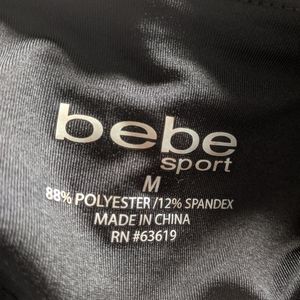 bebe
sport
M
88% POLYESTER/12% SPANDEX
MADE IN CHINA
RN #63619